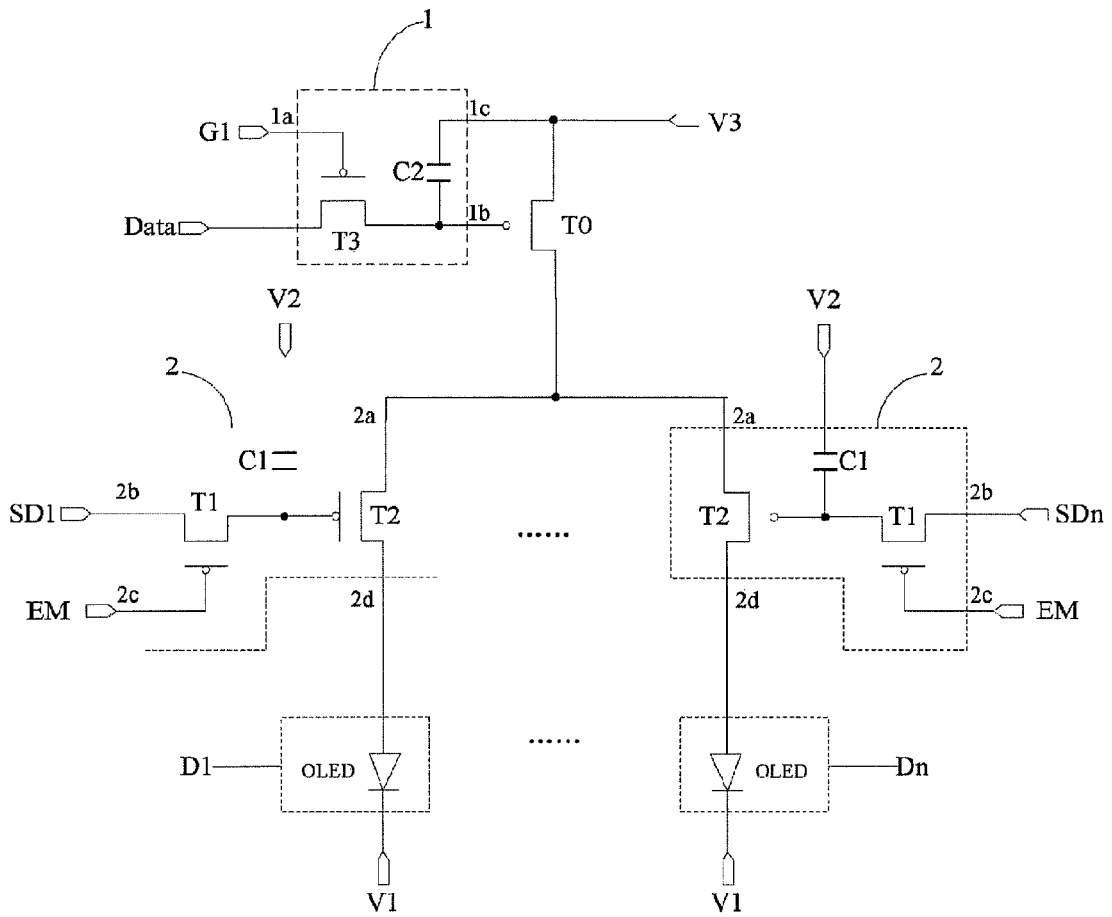 1
1a
1c
G1
V3
C2
Data
1b
T3
T0
V2
V2
2
2
2a
2a
C1
C1
2b
T1
2b
SD1
T2
T2
T1
SDn
......
2c
2d
2d
2c
EM
EM
D1
OLED
......
OLED
Dn
V1
V1